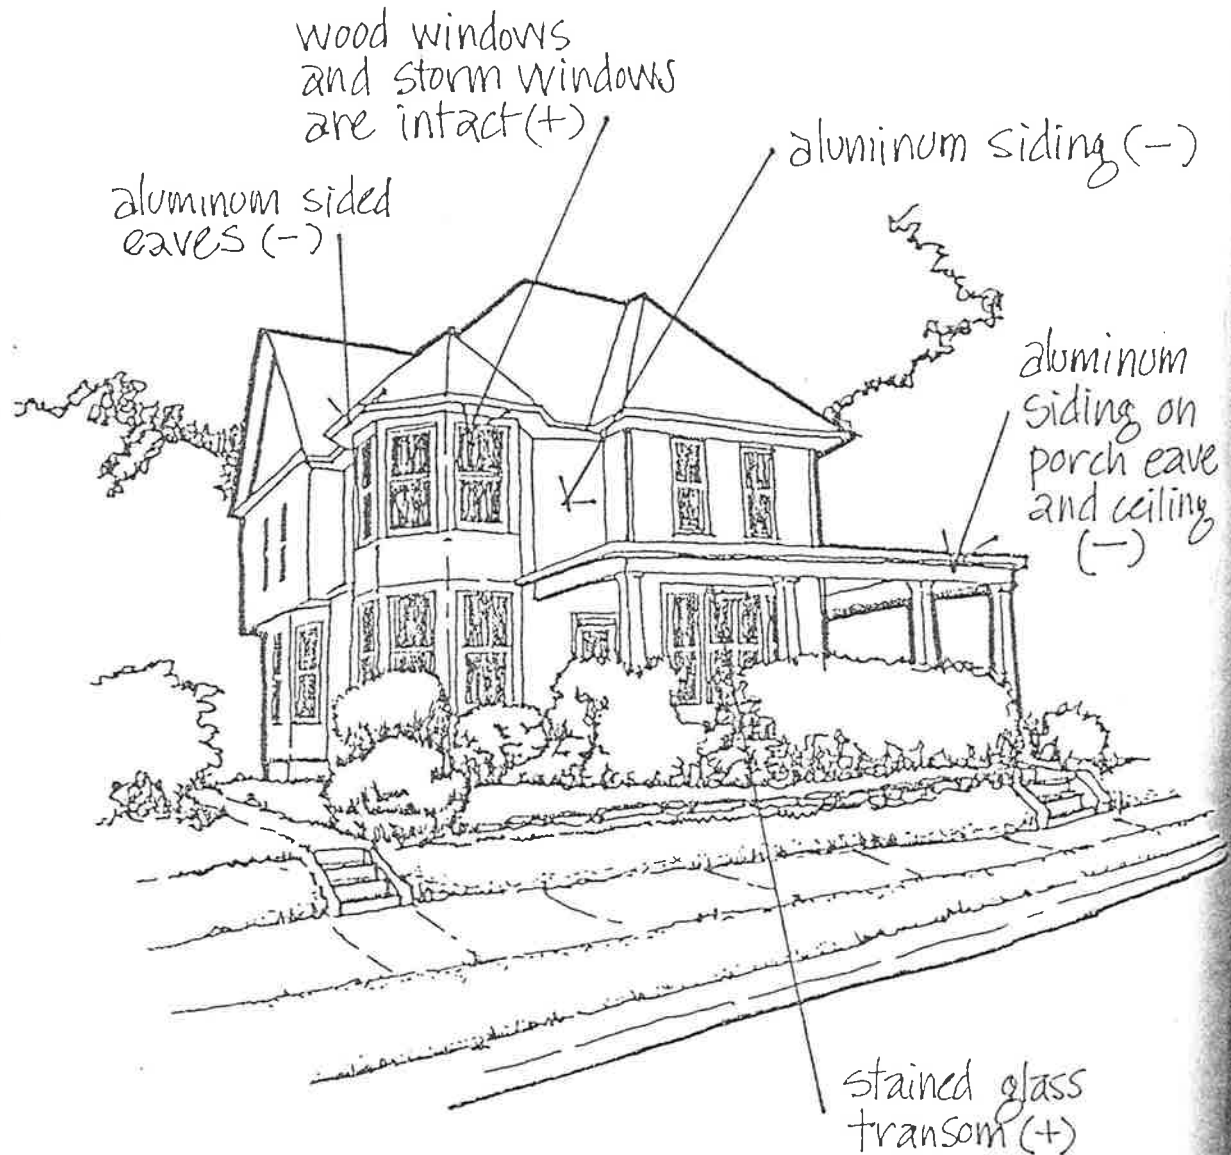 wood windows
and storm windows
are intact (+)
aluminum siding (-)
aluminum sided
eaves (-)
aluminum
siding on
porch eave
and ceiling
(-)
stained glass
transom (+)